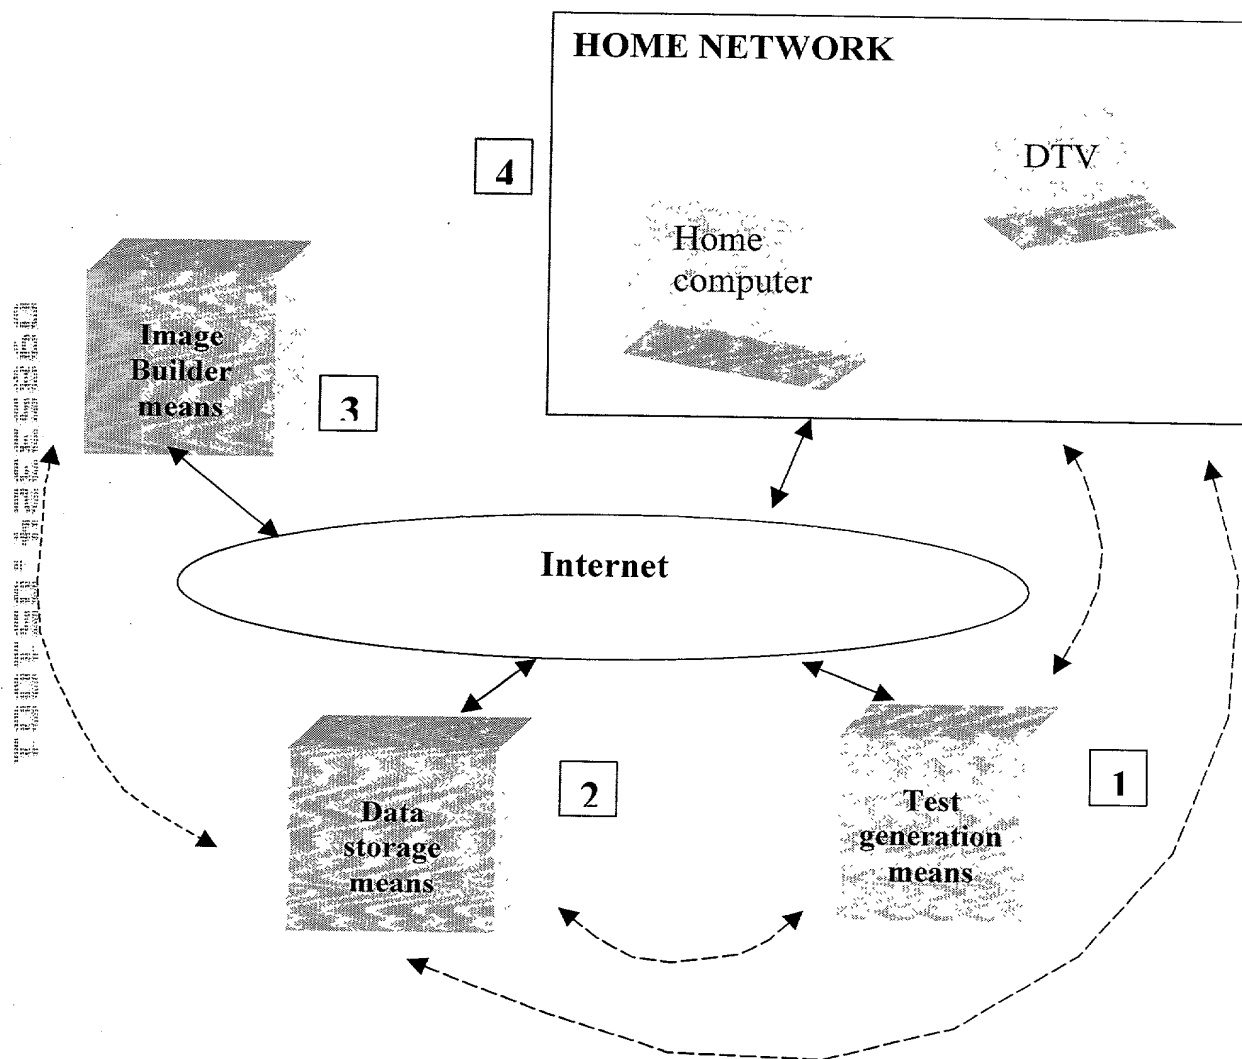 HOME NETWORK
4
DTV
Home
computer
Image
Builder
means
3
Internet
2
1
Data
storage
means
Test
generation
means